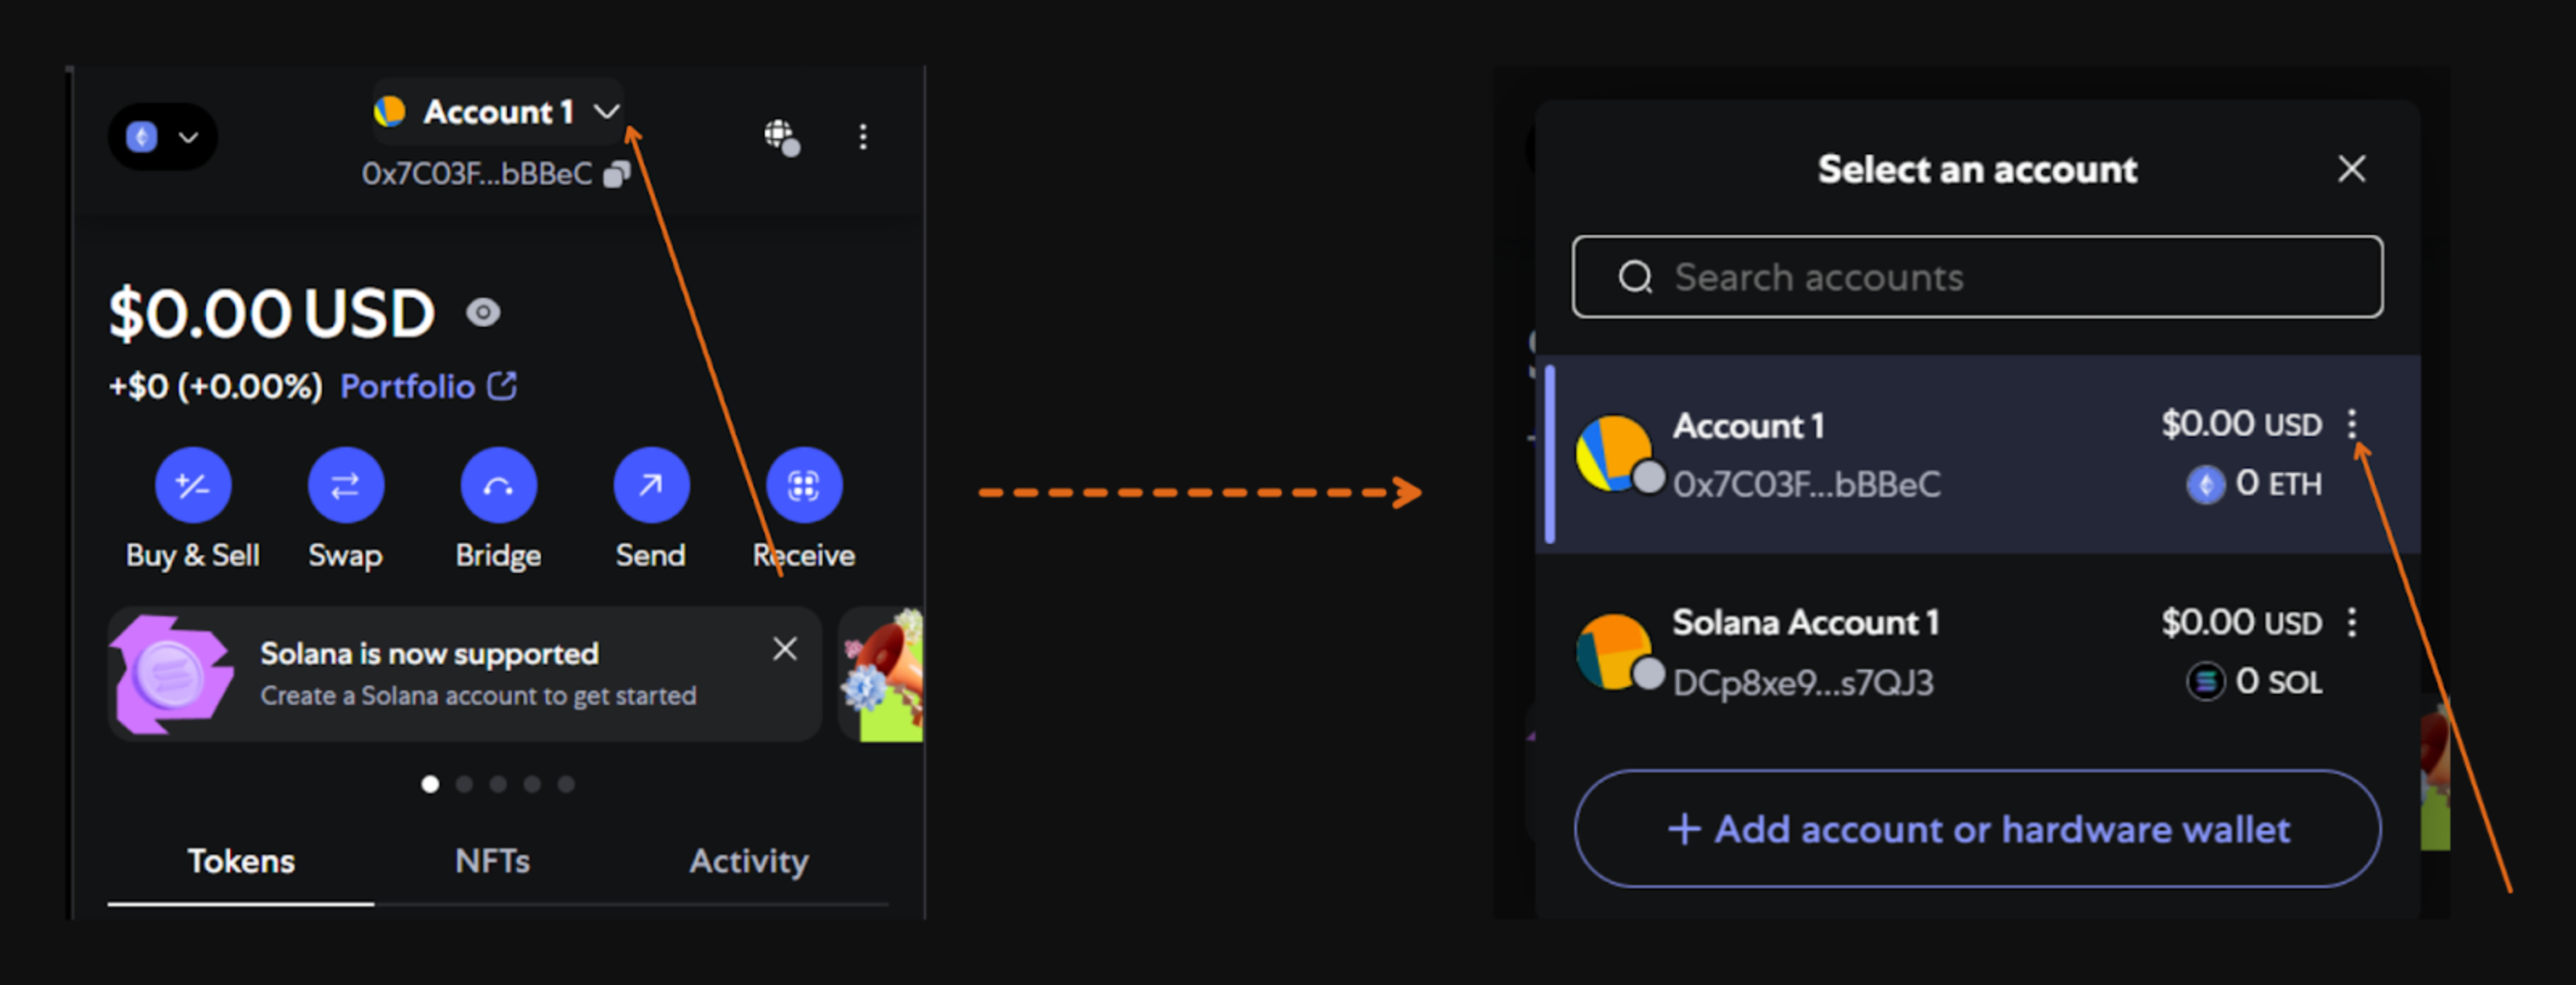 Account 1
0x7C03F...bBBeC
$0.00 USD
+$0 (+0.00%) Portfolio
Buy & Sell Swap Bridge Send Receive
Solana is now supported
Create a Solana account to get started
Tokens NFTs Activity
Select an account
Search accounts
Account 1 $0.00 USD
0x7C03F...bBBeC 0 ETH
Solana Account 1 $0.00 USD
DCp8xe9...s7QJ3 0 SOL
+ Add account or hardware wallet